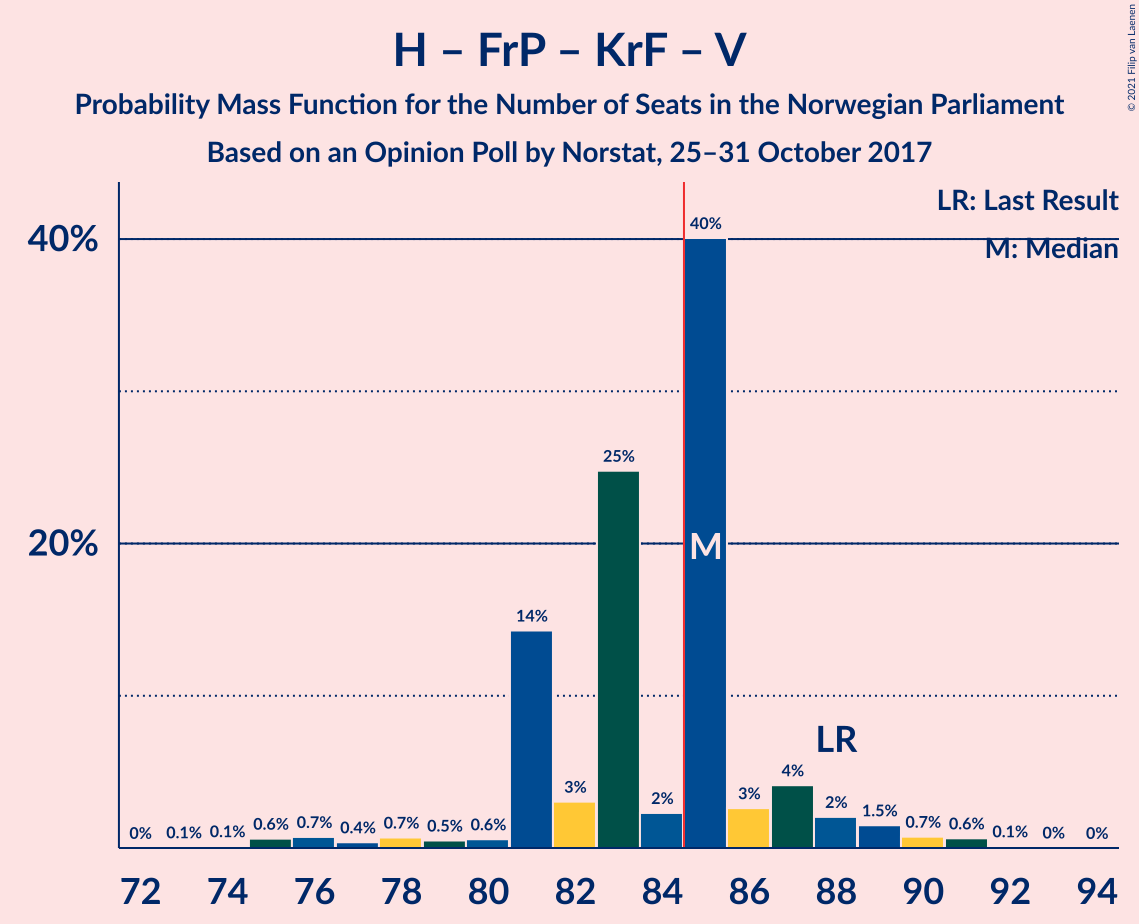 H – FrP – KrF – V
Probability Mass Function for the Number of Seats in the Norwegian Parliament
Based on an Opinion Poll by Norstat, 25–31 October 2017
© 2021 Filip van Laenen
LR: Last Result
M: Median
40%
20%
0% 0.1% 0.1% 0.6% 0.7% 0.4% 0.7% 0.5% 0.6% 14% 3% 25% 2% 40% 3% 4% 2% 1.5% 0.7% 0.6% 0.1% 0% 0%
M
LR
72 74 76 78 80 82 84 86 88 90 92 94